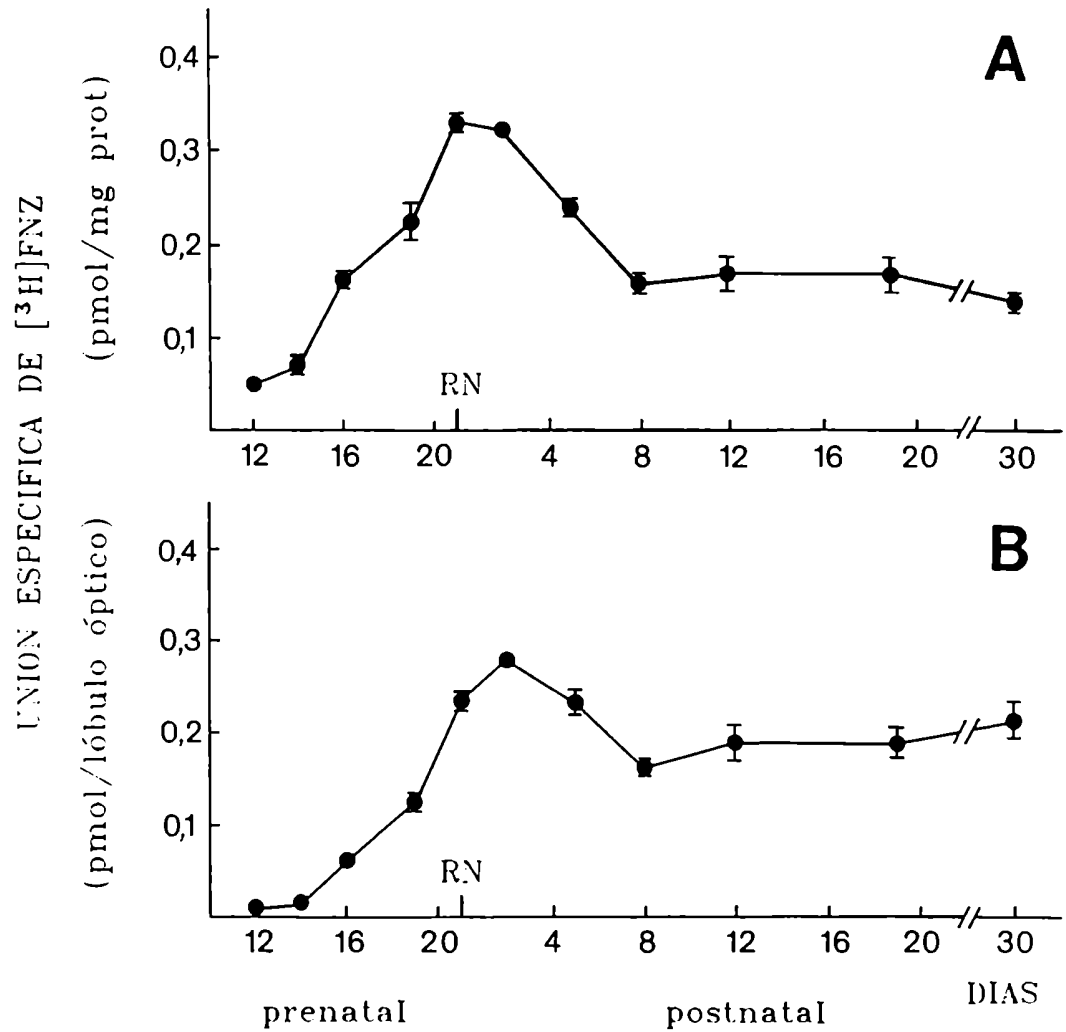 UNION ESPECIFICA DE [³H]FNZ
(pmol/mg prot)
0,4
0,3
0,2
0,1
A
RN
12 16 20 4 8 12 16 20 30
(pmol/lóbulo óptico)
0,4
0,3
0,2
0,1
B
RN
12 16 20 4 8 12 16 20 30
prenatal postnatal DIAS